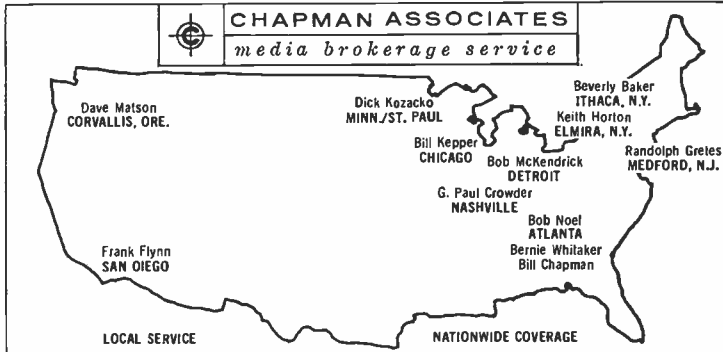 C
CHAPMAN ASSOCIATES
media brokerage service
Dave Matson
CORVALLIS, ORE.
Dick Kozacko
MINN./ST. PAUL
Beverly Baker
ITHACA, N.Y.
Keith Horton
ELMIRA, N.Y.
Bill Kepper
CHICAGO
Bob McKendrick
DETROIT
Randolph Gretes
MEDFORD, N.J.
G. Paul Crowder
NASHVILLE
Bob Noel
ATLANTA
Bernie Whitaker
Bill Chapman
Frank Flynn
SAN DIEGO
LOCAL SERVICE
NATIONWIDE COVERAGE